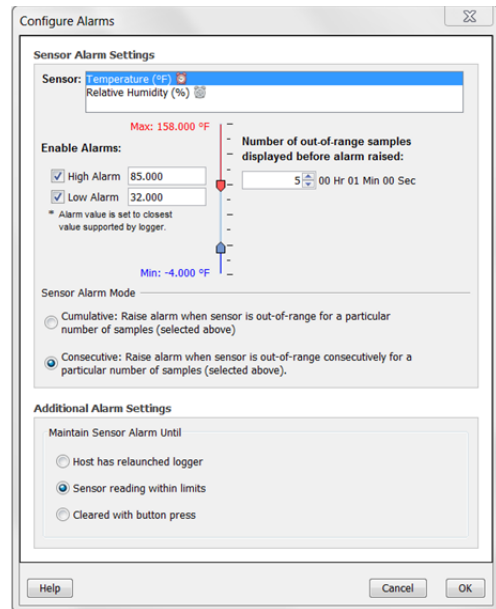 Configure Alarms
Sensor Alarm Settings
Sensor: Temperature (°F)
Relative Humidity (%)
Max: 158.000 °F
Enable Alarms:
High Alarm 85.000
Low Alarm 32.000
* Alarm value is set to closest
value supported by logger.
Min: -4.000 °F
Number of out-of-range samples
displayed before alarm raised:
5 00 Hr 01 Min 00 Sec
Sensor Alarm Mode
Cumulative: Raise alarm when sensor is out-of-range for a particular
number of samples (selected above)
Consecutive: Raise alarm when sensor is out-of-range consecutively for a
particular number of samples (selected above).
Additional Alarm Settings
Maintain Sensor Alarm Until
Host has relaunched logger
Sensor reading within limits
Cleared with button press
Help
Cancel
OK